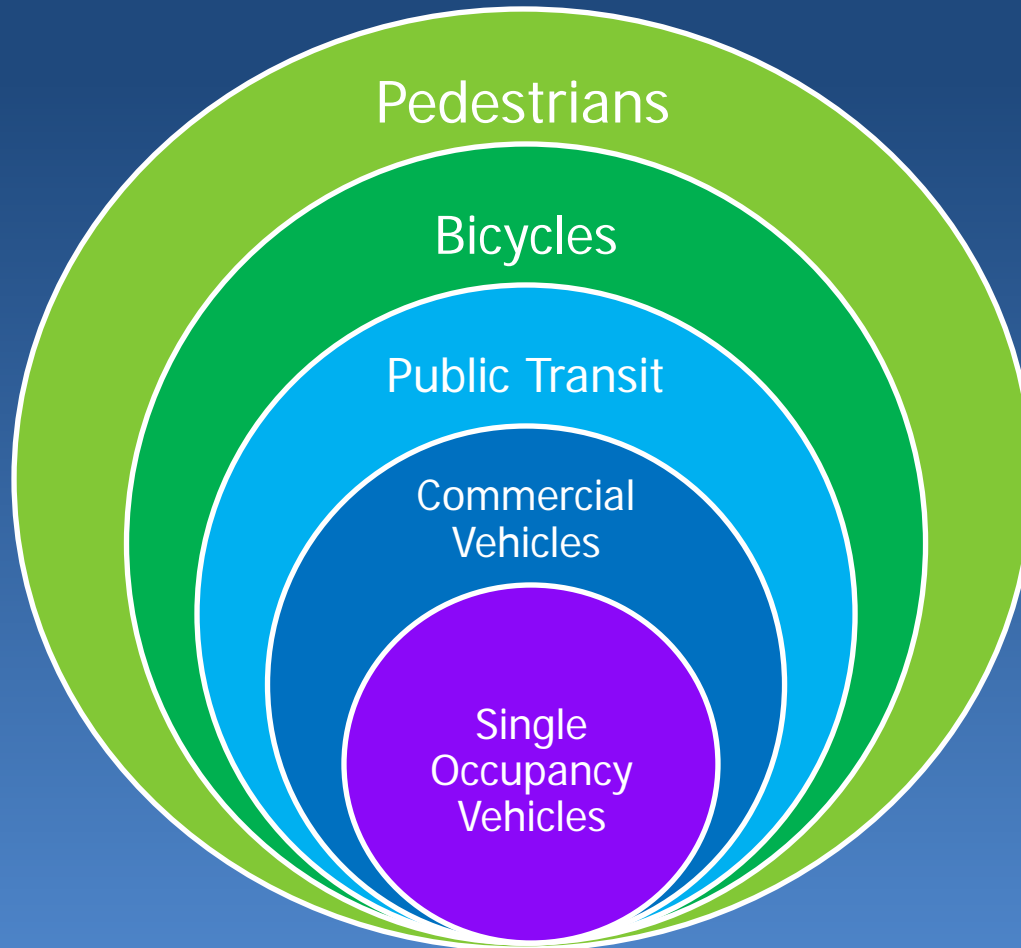 Pedestrians
Bicycles
Public Transit
Commercial
Vehicles
Single
Occupancy
Vehicles